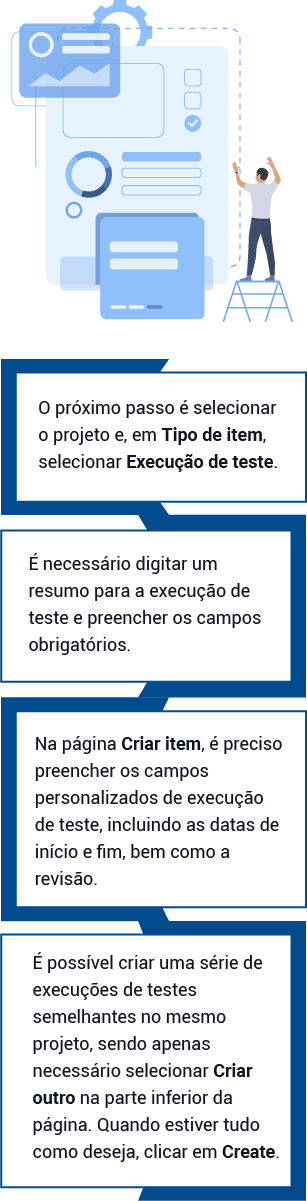 O próximo passo é selecionar
o projeto e, em Tipo de item,
selecionar Execução de teste.
É necessário digitar um
resumo para a execução de
teste e preencher os campos
obrigatórios.
Na página Criar item, é preciso
preencher os campos
personalizados de execução
de teste, incluindo as datas de
início e fim, bem como a
revisão.
É possível criar uma série de
execuções de testes
semelhantes no mesmo
projeto, sendo apenas
necessário selecionar Criar
outro na parte inferior da
página. Quando estiver tudo
como deseja, clicar em Create.